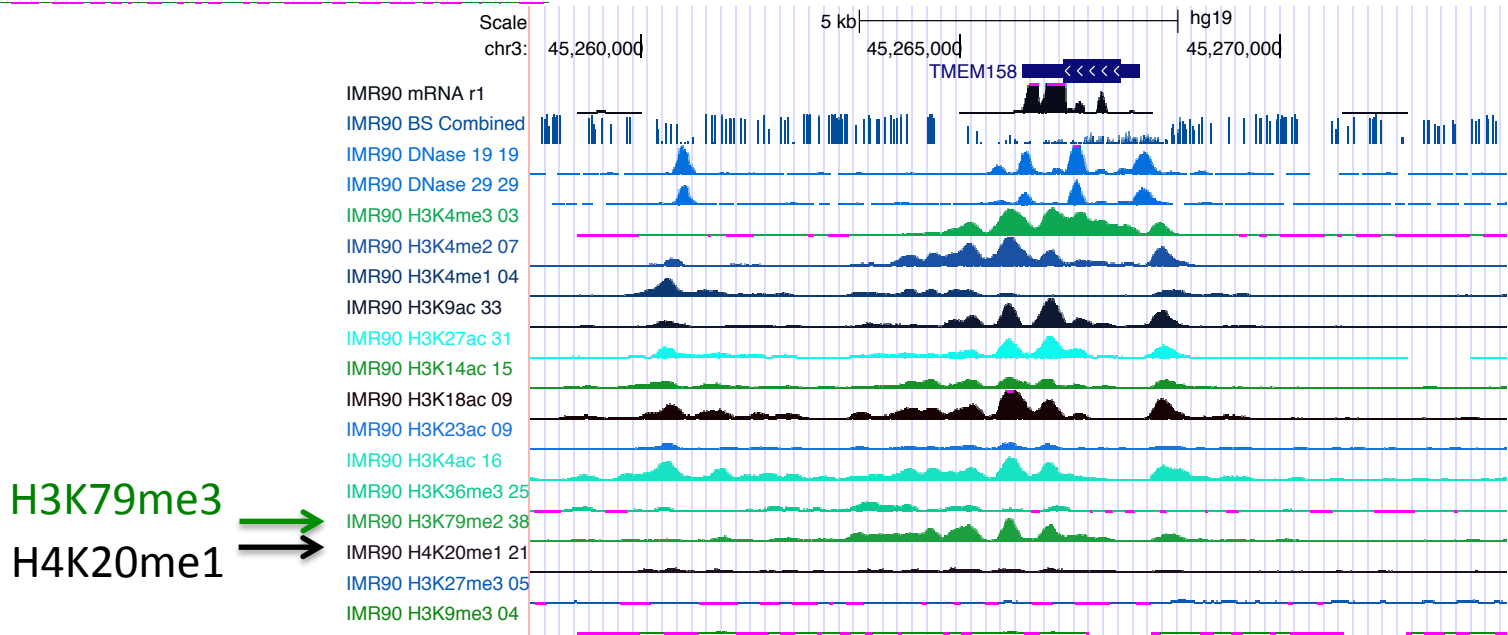 Scale 5 kb hg19
chr3: 45,260,000 45,265,000 45,270,000
TMEM158
IMR90 mRNA r1
IMR90 BS Combined
IMR90 DNase 19 19
IMR90 DNase 29 29
IMR90 H3K4me3 03
IMR90 H3K4me2 07
IMR90 H3K4me1 04
IMR90 H3K9ac 33
IMR90 H3K27ac 31
IMR90 H3K14ac 15
IMR90 H3K18ac 09
IMR90 H3K23ac 09
IMR90 H3K4ac 16
IMR90 H3K36me3 25
IMR90 H3K79me2 38
IMR90 H4K20me1 21
IMR90 H3K27me3 05
IMR90 H3K9me3 04
H3K79me3
H4K20me1